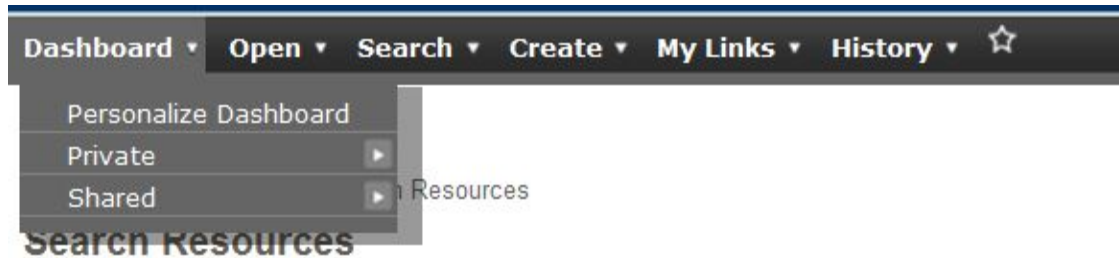 Dashboard Open Search Create My Links History
Personalize Dashboard
Private
Shared
Resources
Search Resources